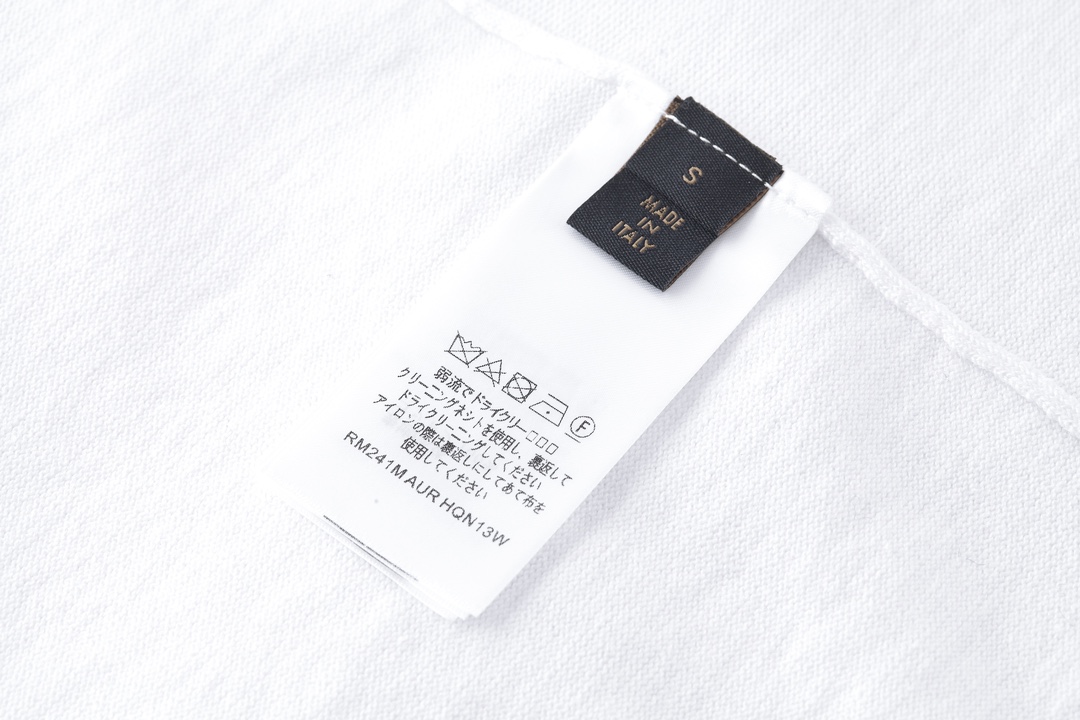 S
MADE
IN
ITALY
F
弱流でドライクリー□□□
クリーニングネットを使用し、裏返して
ドライクリーニングしてください
アイロンの際は裏返しにしてあて布を
使用してください
RM241M AUR HQN13W